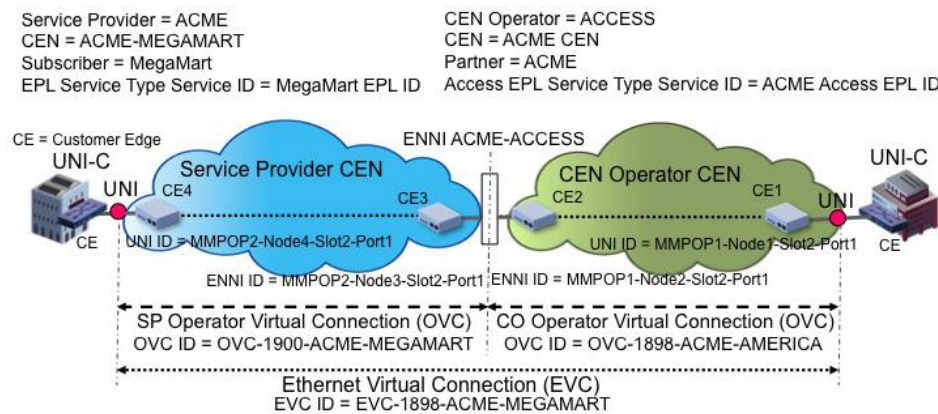 Service Provider = ACME
CEN = ACME-MEGAMART
Subscriber = MegaMart
EPL Service Type Service ID = MegaMart EPL ID
CEN Operator = ACCESS
CEN = ACME CEN
Partner = ACME
Access EPL Service Type Service ID = ACME Access EPL ID
CE = Customer Edge
ENNI ACME-ACCESS
UNI-C
Service Provider CEN
CEN Operator CEN
UNI-C
UNI
CE4
CE3
CE2
CE1
UNI
CE
CE
UNI ID = MMPOP2-Node4-Slot2-Port1
UNI ID = MMPOP1-Node1-Slot2-Port1
ENNI ID = MMPOP2-Node3-Slot2-Port1
ENNI ID = MMPOP1-Node2-Slot2-Port1
SP Operator Virtual Connection (OVC)
OVC ID = OVC-1900-ACME-MEGAMART
CO Operator Virtual Connection (OVC)
OVC ID = OVC-1898-ACME-AMERICA
Ethernet Virtual Connection (EVC)
EVC ID = EVC-1898-ACME-MEGAMART